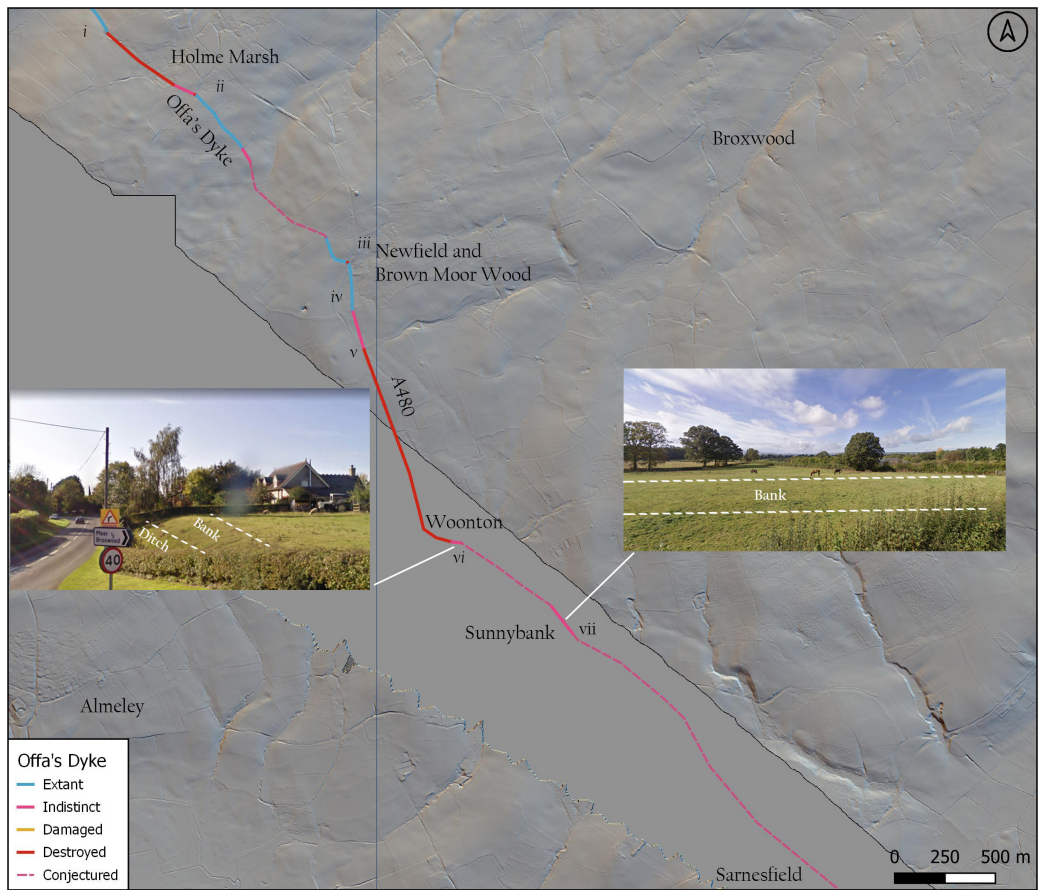 i
Holme Marsh
ii
Offa's Dyke
Broxwood
iii
Newfield and
Brown Moor Wood
iv
v
A480
Bank
Ditch
Meer &
Broxwood
40
Bank
Woonton
vi
Sunnybank
vii
Almeley
Sarnesfield
Offa's Dyke
Extant
Indistinct
Damaged
Destroyed
Conjectured
0 250 500 m